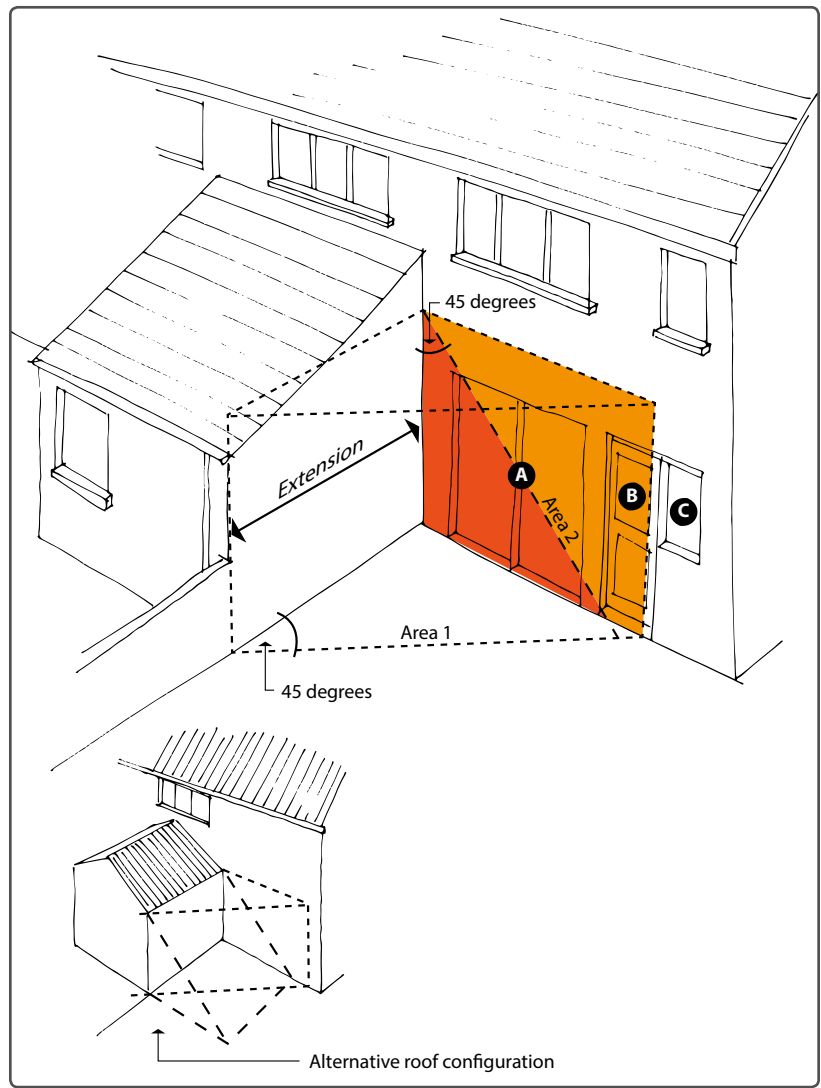 45 degrees
Extension
A
B
C
Area 2
Area 1
45 degrees
Alternative roof configuration